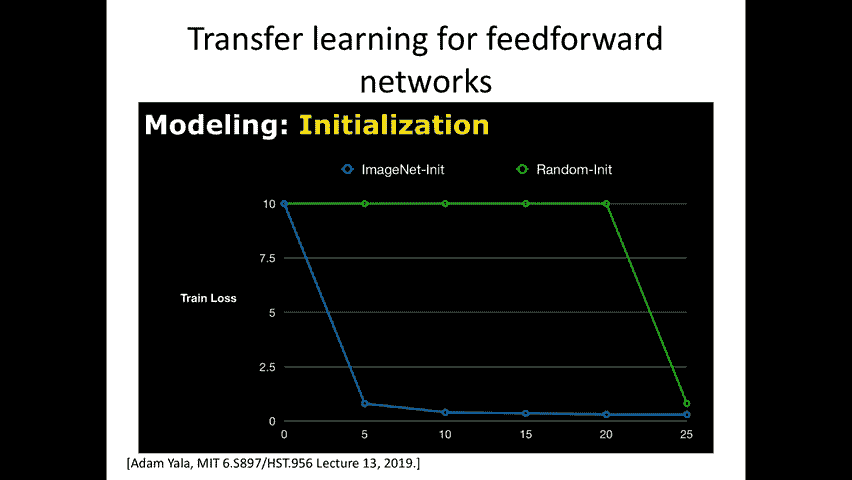 Transfer learning for feedforward
networks
Modeling: Initialization
ImageNet-Init Random-Init
10
7.5
Train Loss
5
2.5
0
0 5 10 15 20 25
[Adam Yala, MIT 6.S897/HST.956 Lecture 13, 2019.]